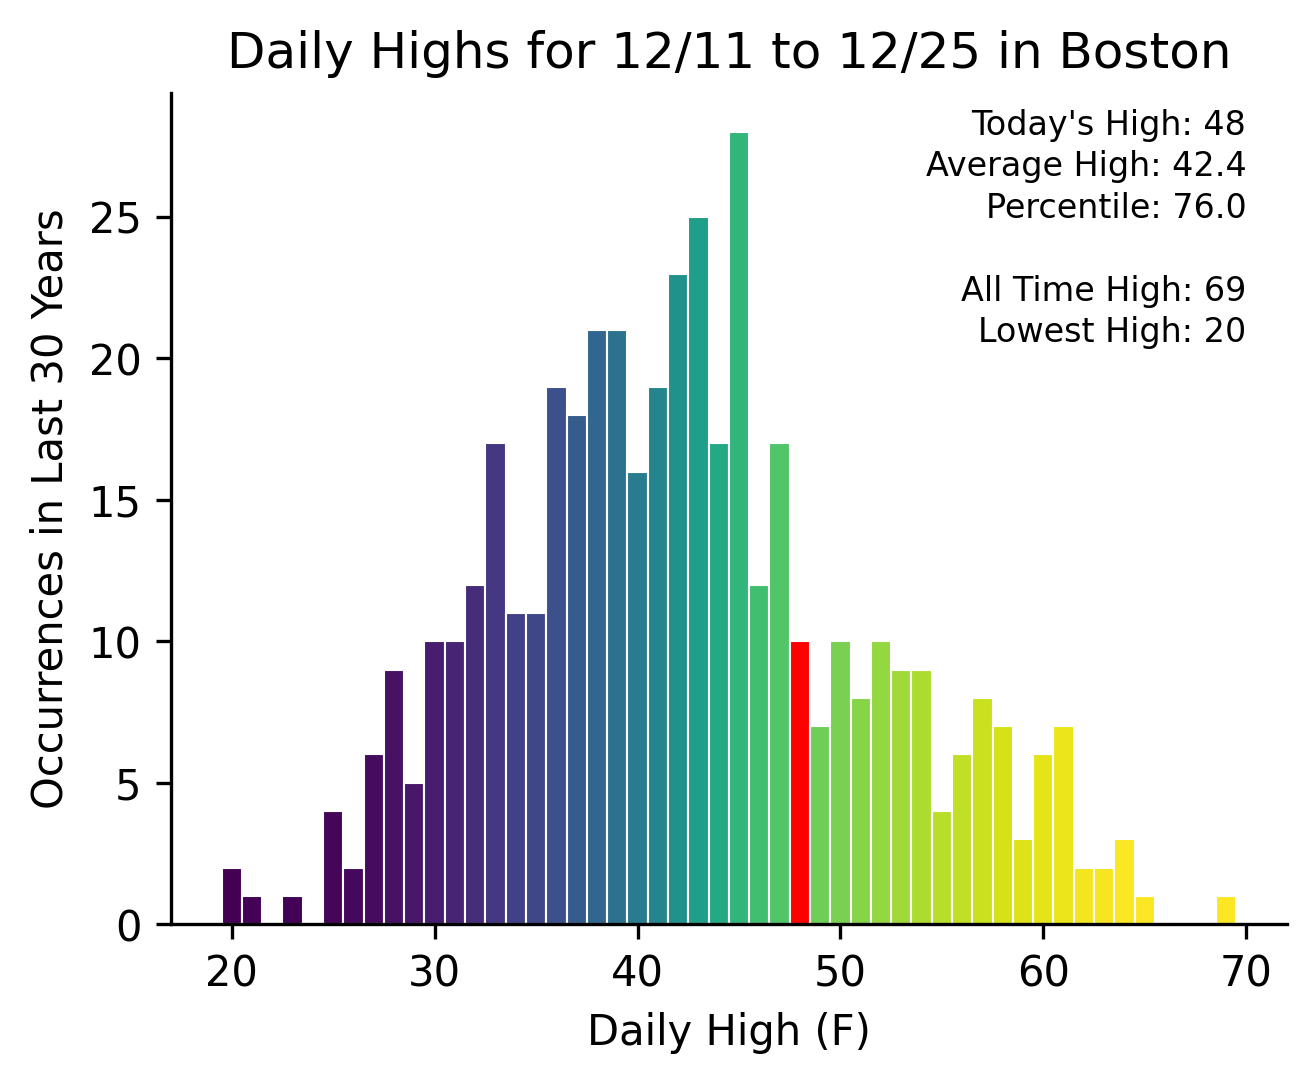 Daily Highs for 12/11 to 12/25 in Boston
Today's High: 48
Average High: 42.4
Percentile: 76.0
All Time High: 69
Lowest High: 20
Occurrences in Last 30 Years
25
20
15
10
5
0
20 30 40 50 60 70
Daily High (F)